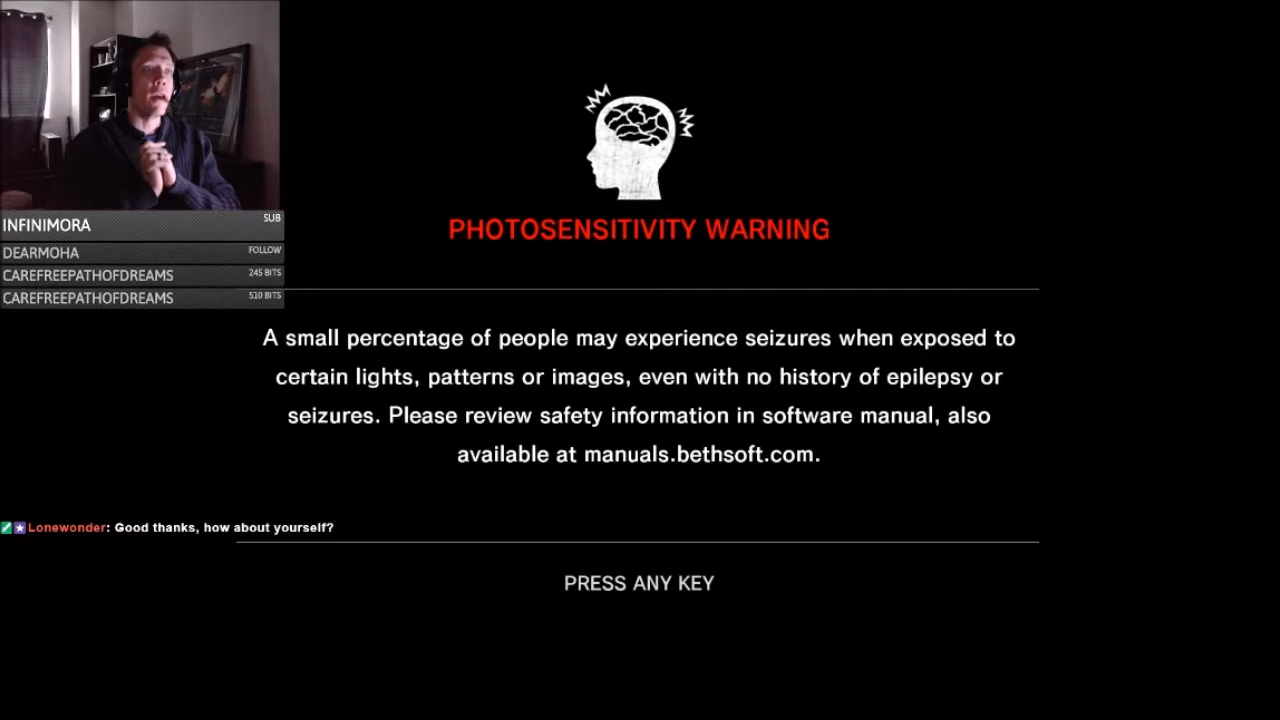 INFINIMORA SUB
DEARMOHA FOLLOW
CAREFREEPATHOFDREAMS 245 BITS
CAREFREEPATHOFDREAMS 510 BITS
PHOTOSENSITIVITY WARNING
A small percentage of people may experience seizures when exposed to
certain lights, patterns or images, even with no history of epilepsy or
seizures. Please review safety information in software manual, also
available at manuals.bethsoft.com.
Lonewonder: Good thanks, how about yourself?
PRESS ANY KEY